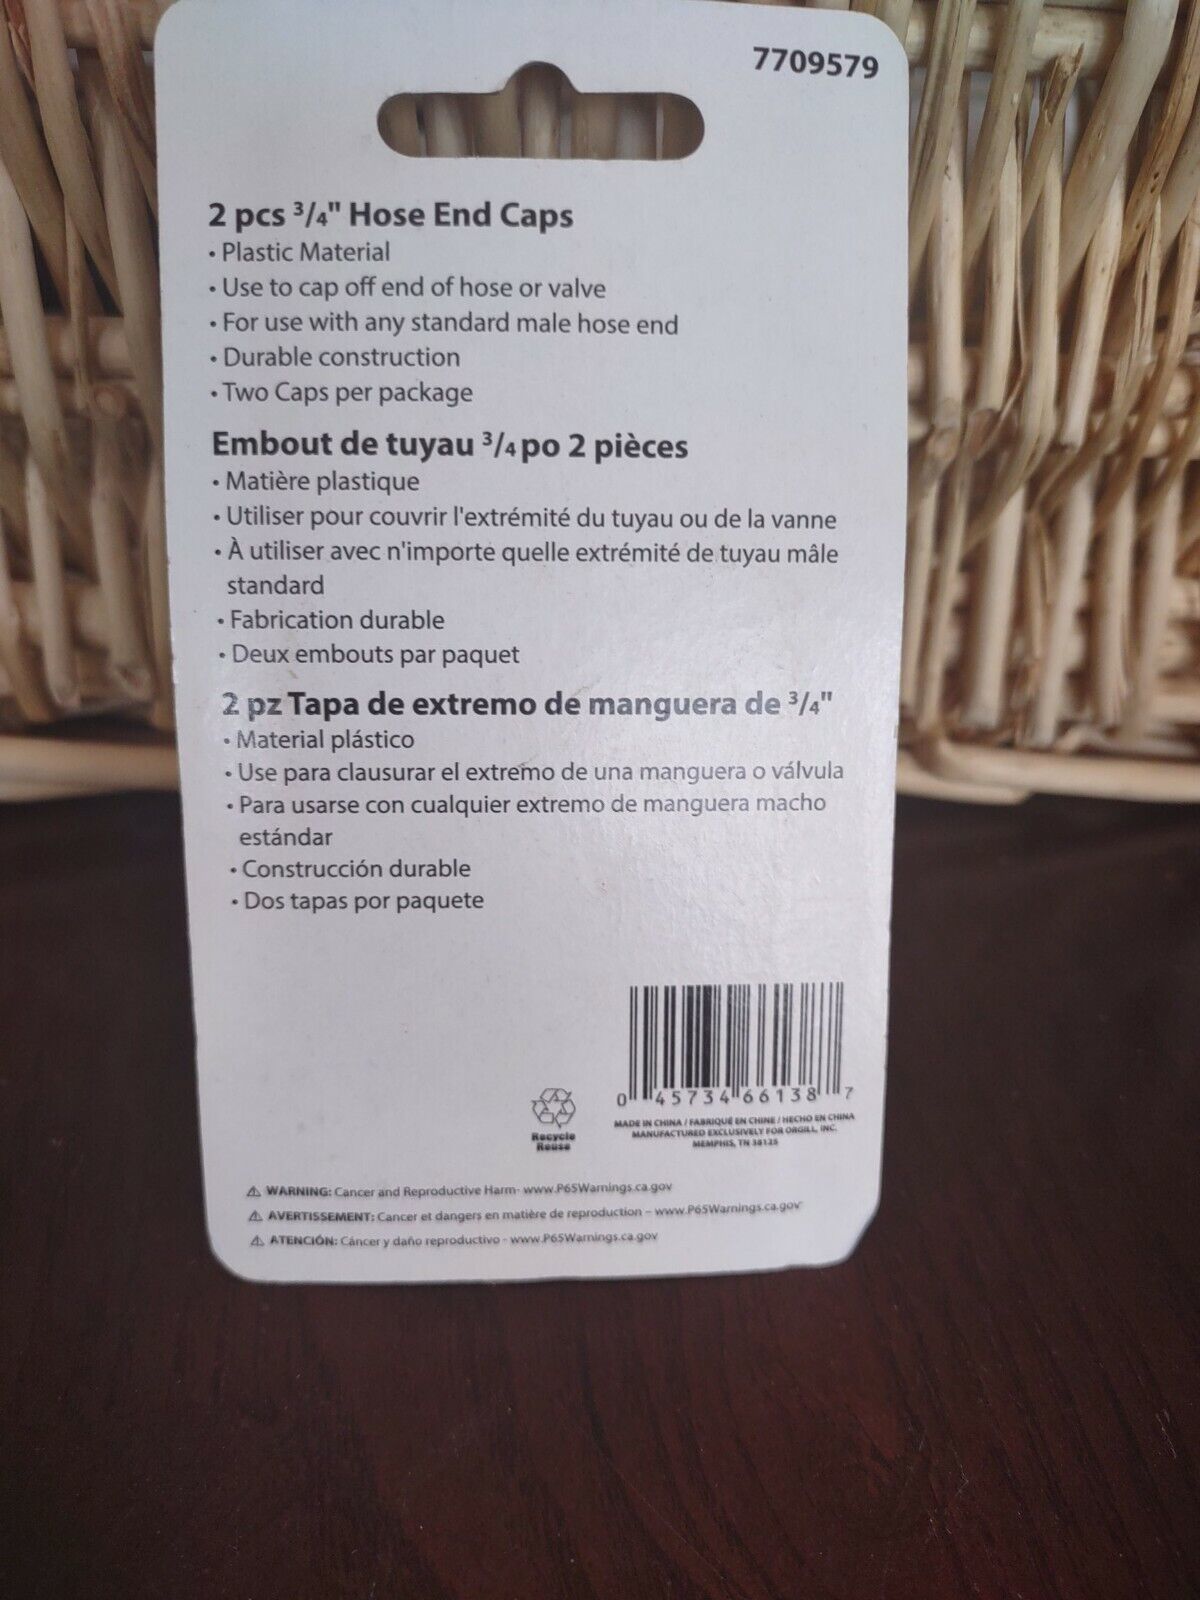 7709579
2 pcs 3/4" Hose End Caps
• Plastic Material
• Use to cap off end of hose or valve
• For use with any standard male hose end
• Durable construction
• Two Caps per package
Embout de tuyau 3/4 po 2 pièces
• Matière plastique
• Utiliser pour couvrir l'extrémité du tuyau ou de la vanne
• À utiliser avec n'importe quelle extrémité de tuyau mâle
standard
• Fabrication durable
• Deux embouts par paquet
2 pz Tapa de extremo de manguera de 3/4"
• Material plástico
• Use para clausurar el extremo de una manguera o válvula
• Para usarse con cualquier extremo de manguera macho
estándar
• Construcción durable
• Dos tapas por paquete
0 45734 66138 7
Recycle
Reuse
MADE IN CHINA / FABRIQUÉ EN CHINE / HECHO EN CHINA
MANUFACTURED EXCLUSIVELY FOR ORGILL, INC.
MEMPHIS, TN 38125
⚠ WARNING: Cancer and Reproductive Harm- www.P65Warnings.ca.gov
⚠ AVERTISSEMENT: Cancer et dangers en matière de reproduction – www.P65Warnings.ca.gov
⚠ ATENCIÓN: Cáncer y daño reproductivo - www.P65Warnings.ca.gov